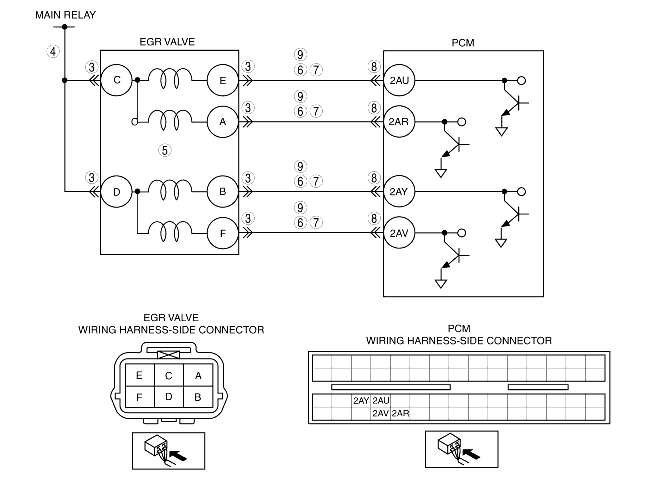 MAIN RELAY
EGR VALVE
PCM
4
3 C E 3 9 8 2AU
6 7
A 3 9 8 2AR
6 7
5
3 D B 3 9 8 2AY
6 7
F 3 9 8 2AV
6 7
EGR VALVE
WIRING HARNESS-SIDE CONNECTOR
E C A
F D B
PCM
WIRING HARNESS-SIDE CONNECTOR
2AY 2AU
2AV 2AR